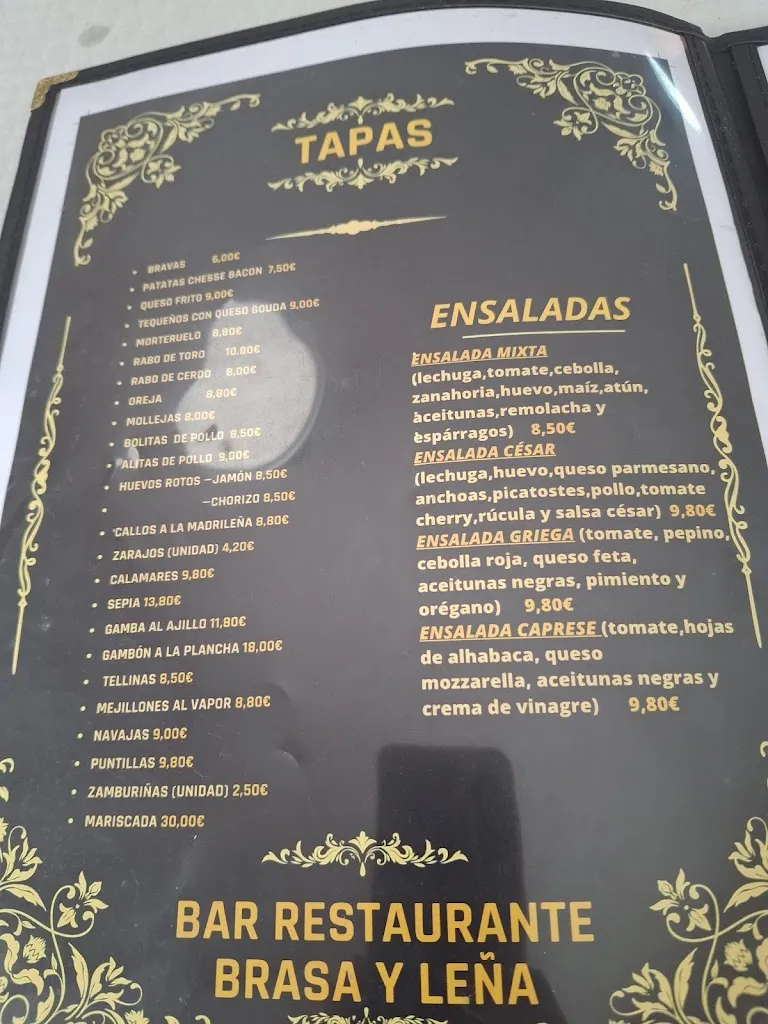 TAPAS
BRAVAS 6,00€
PATATAS CHESSE BACON 7,50€
QUESO FRITO 9,00€
TEQUEÑOS CON QUESO GOUDA 9,00€
MORTERUELO 8,80€
RABO DE TORO 10,80€
RABO DE CERDO 8,00€
OREJA 8,80€
MOLLEJAS 8,00€
BOLITAS DE POLLO 8,50€
ALITAS DE POLLO 9,00€
HUEVOS ROTOS –JAMÓN 8,50€
–CHORIZO 8,50€
CALLOS A LA MADRILEÑA 8,80€
ZARAJOS (UNIDAD) 4,20€
CALAMARES 9,80€
SEPIA 13,80€
GAMBA AL AJILLO 11,80€
GAMBÓN A LA PLANCHA 18,00€
TELLINAS 8,50€
MEJILLONES AL VAPOR 8,80€
NAVAJAS 9,00€
PUNTILLAS 9,80€
ZAMBURIÑAS (UNIDAD) 2,50€
MARISCADA 30,00€
ENSALADAS
ENSALADA MIXTA
(lechuga,tomate,cebolla,
zanahoria,huevo,maíz,atún,
aceitunas,remolacha y
espárragos) 8,50€
ENSALADA CÉSAR
(lechuga,huevo,queso parmesano,
anchoas,picatostes,pollo,tomate
cherry,rúcula y salsa césar) 9,80€
ENSALADA GRIEGA (tomate, pepino,
cebolla roja, queso feta,
aceitunas negras, pimiento y
orégano) 9,80€
ENSALADA CAPRESE (tomate,hojas
de alhabaca, queso
mozzarella, aceitunas negras y
crema de vinagre) 9,80€
BAR RESTAURANTE
BRASA Y LEÑA